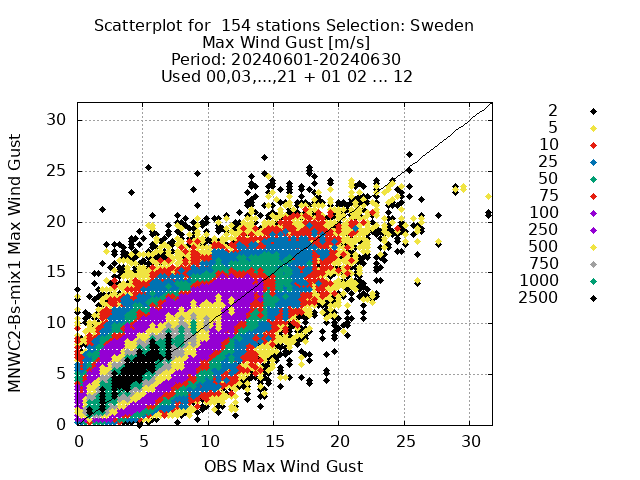 Scatterplot for  154 stations Selection: Sweden
Max Wind Gust [m/s]
Period: 20240601-20240630
Used 00,03,...,21 + 01 02 ... 12
MNWC2-Bs-mix1 Max Wind Gust
30
25
20
15
10
5
0
0 5 10 15 20 25 30
OBS Max Wind Gust
2
5
10
25
50
75
100
250
500
750
1000
2500